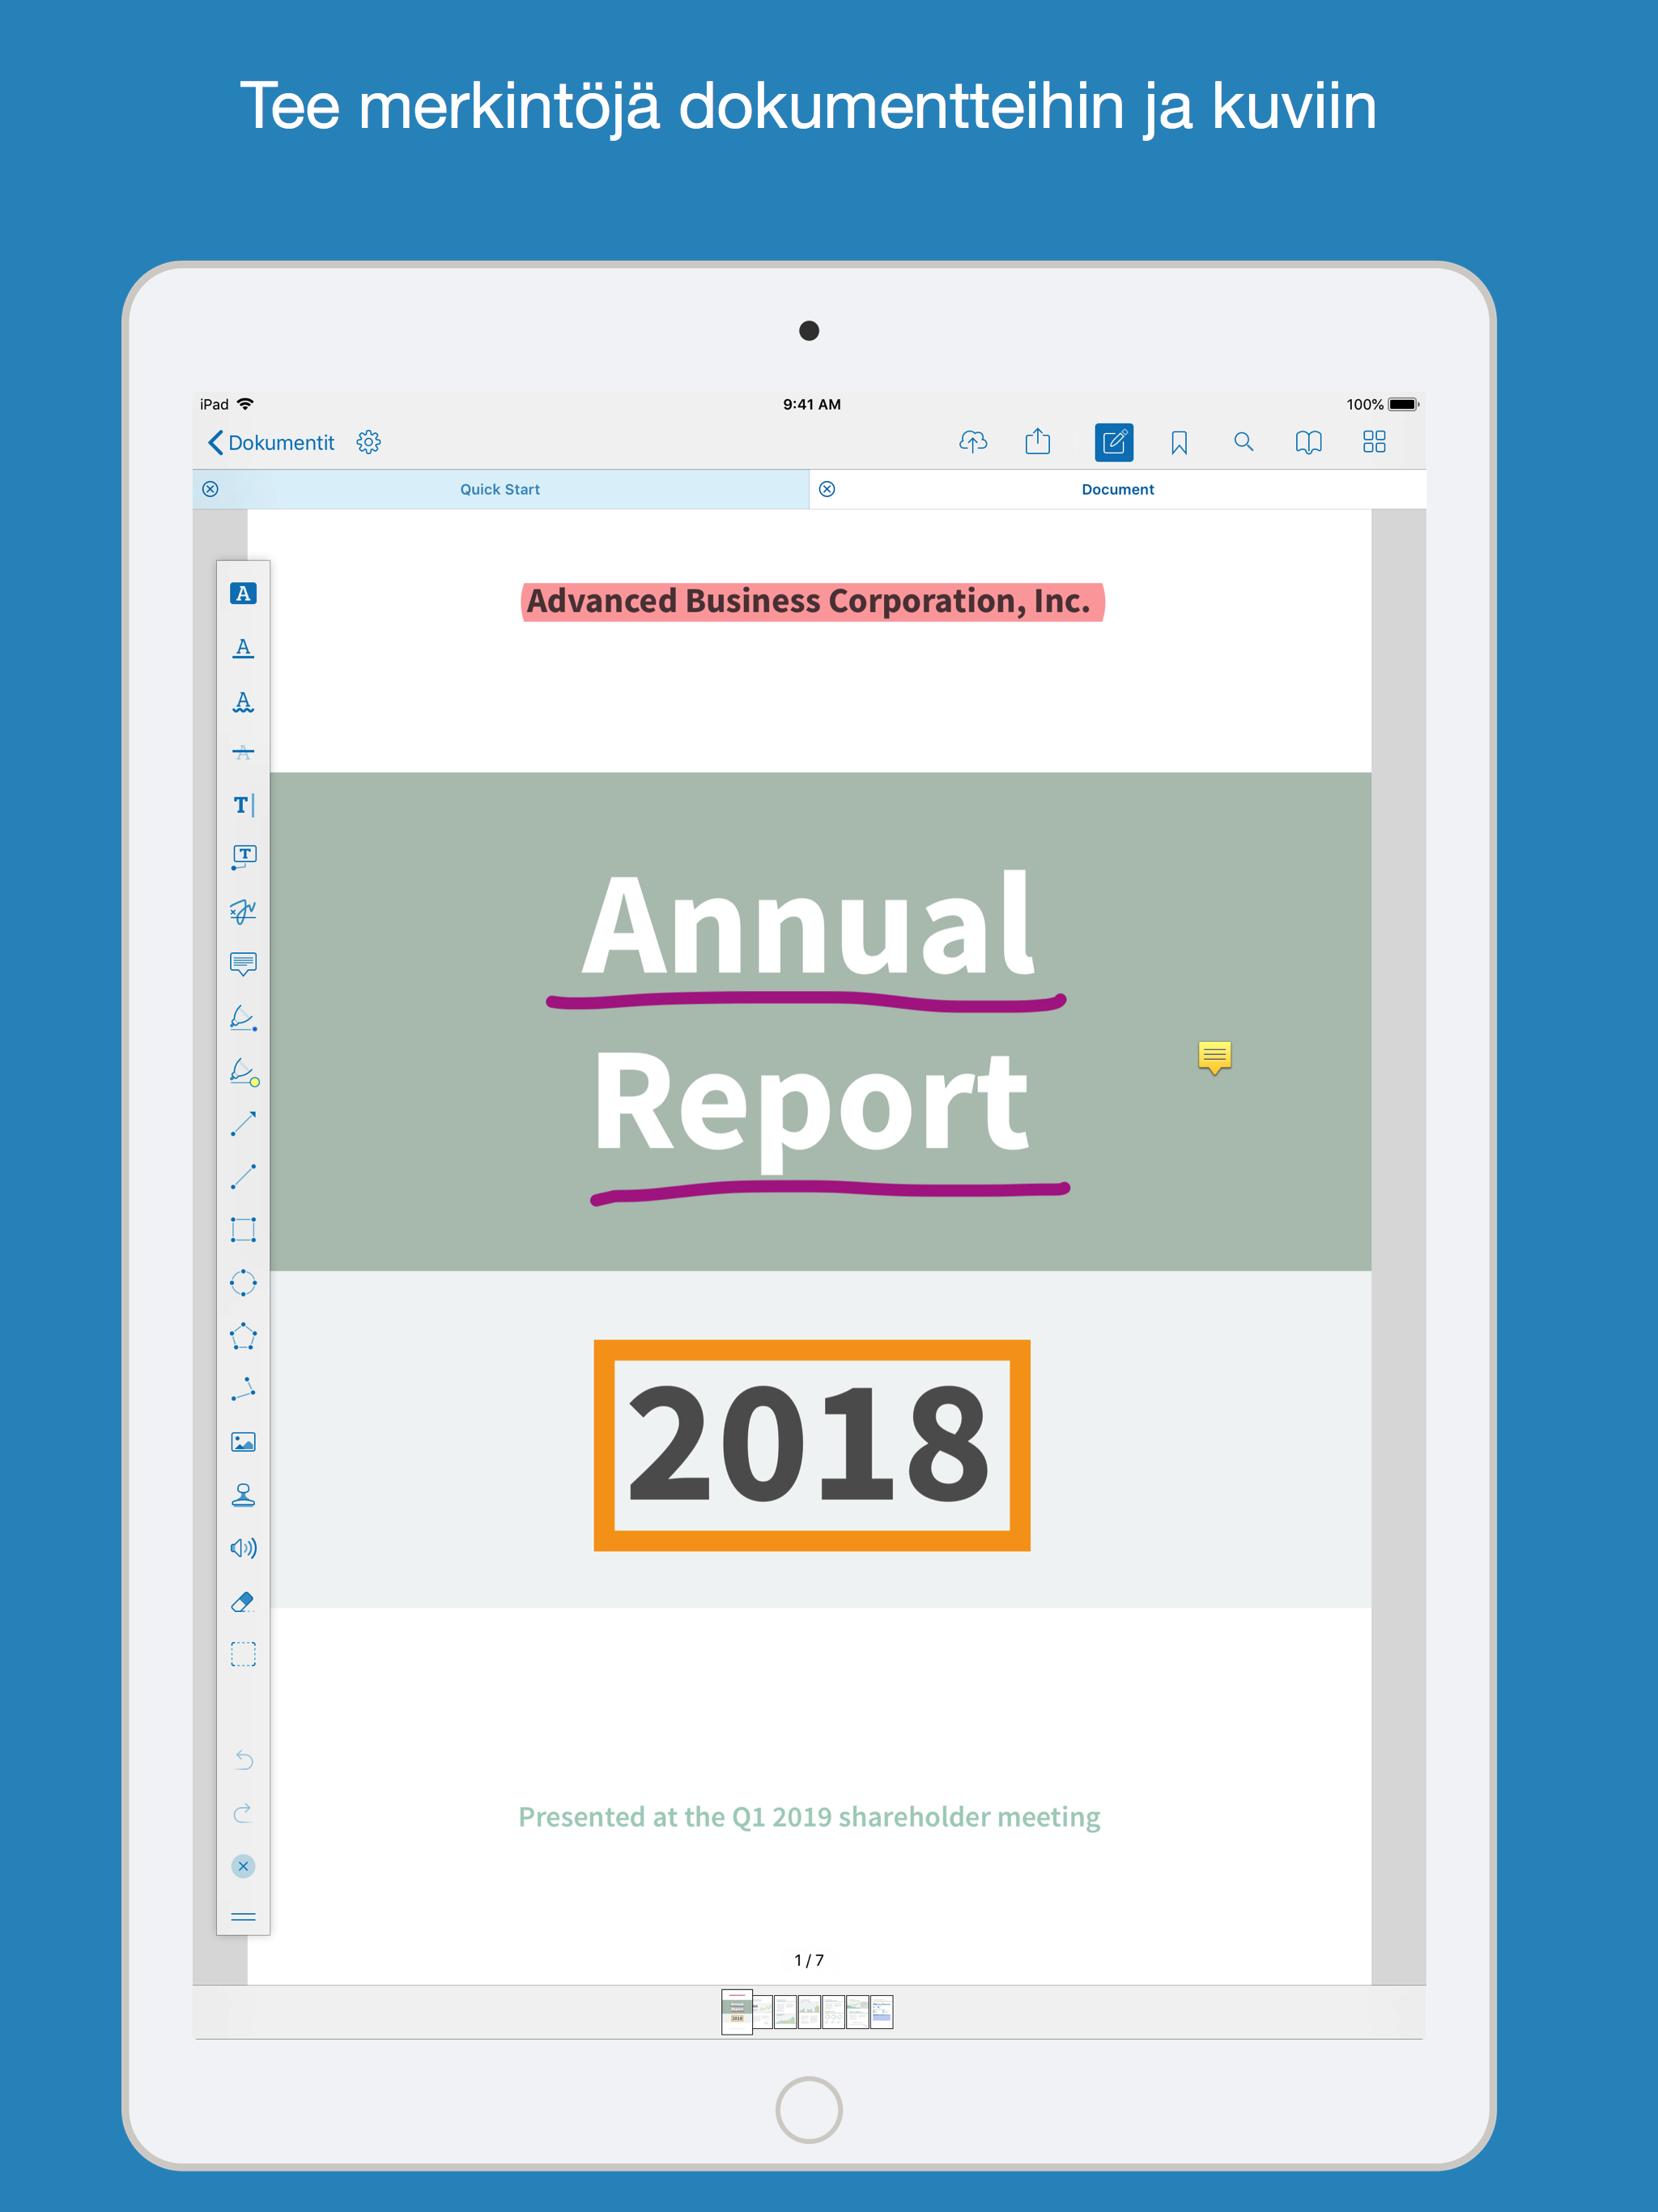 Tee merkintöjä dokumentteihin ja kuviin
iPad 9:41 AM 100%
Dokumentit
Quick Start Document
Advanced Business Corporation, Inc.
Annual
Report
2018
Presented at the Q1 2019 shareholder meeting
1 / 7